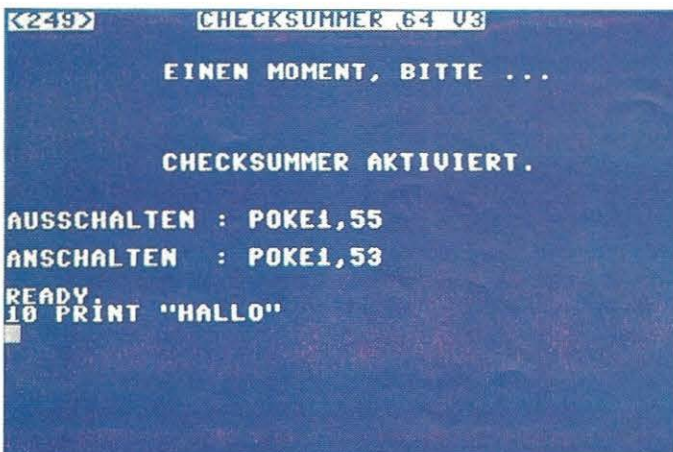 <249> CHECKSUMMER 64 V3
EINEN MOMENT, BITTE ...
CHECKSUMMER AKTIVIERT.
AUSSCHALTEN : POKE1,55
ANSCHALTEN : POKE1,53
READY.
10 PRINT "HALLO"